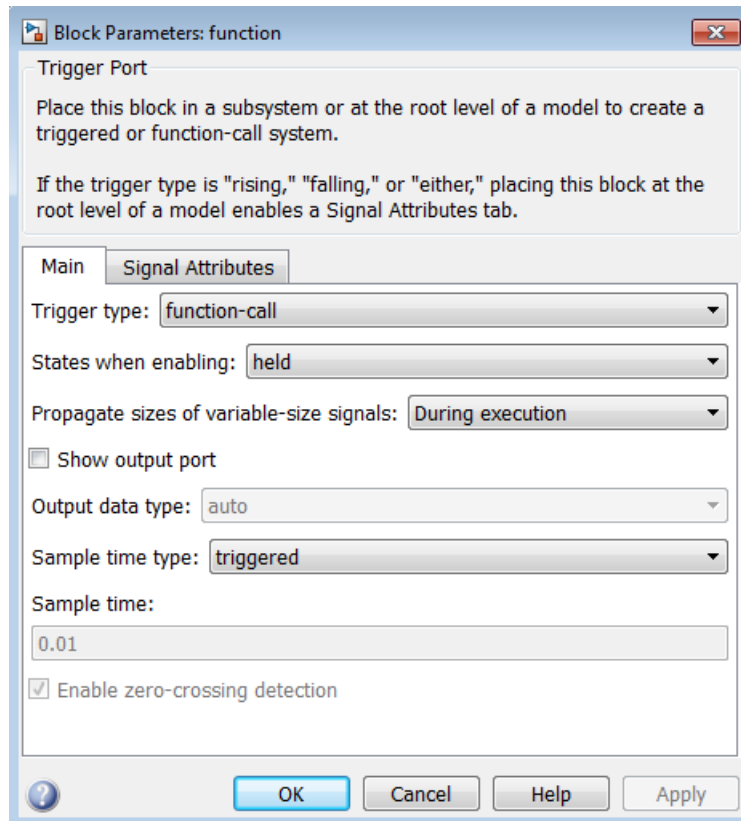 Block Parameters: function
Trigger Port
Place this block in a subsystem or at the root level of a model to create a
triggered or function-call system.
If the trigger type is "rising," "falling," or "either," placing this block at the
root level of a model enables a Signal Attributes tab.
Main Signal Attributes
Trigger type: function-call
States when enabling: held
Propagate sizes of variable-size signals: During execution
Show output port
Output data type: auto
Sample time type: triggered
Sample time:
0.01
Enable zero-crossing detection
? OK Cancel Help Apply